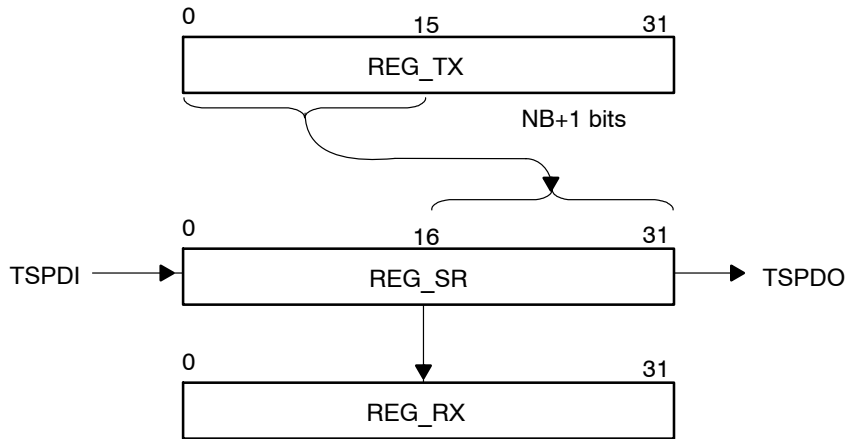 0 15 31
REG_TX
NB+1 bits
0 16 31
TSPDI REG_SR TSPDO
0 31
REG_RX